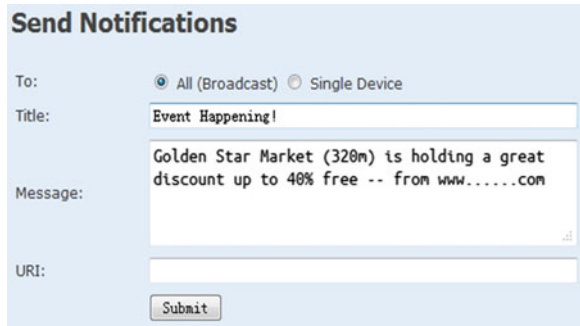 Send Notifications
To: All (Broadcast) Single Device
Title: Event Happening!
Message: Golden Star Market (320m) is holding a great
discount up to 40% free -- from www......com
URI:
Submit